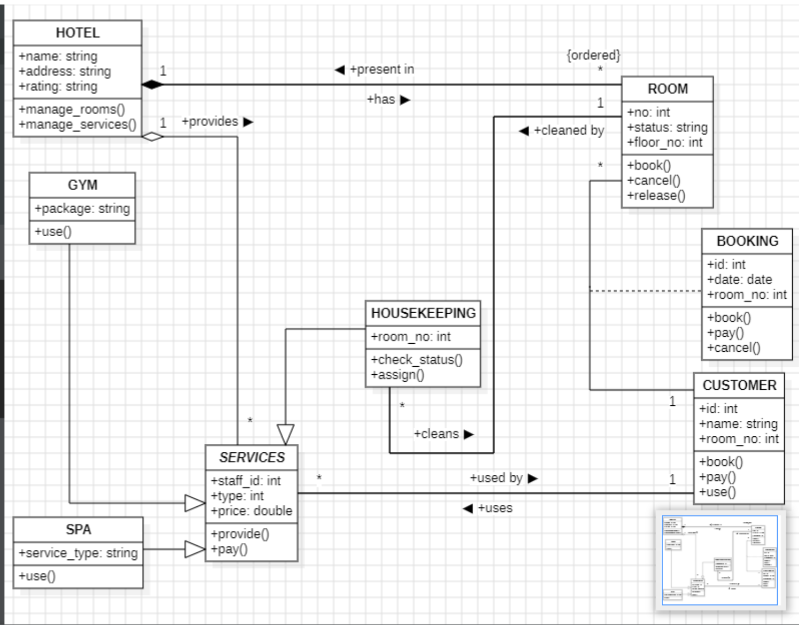 HOTEL
+name: string
+address: string
+rating: string
+manage_rooms()
+manage_services()
1
◄ +present in
+has ►
{ordered}
*
ROOM
+no: int
+status: string
+floor_no: int
+book()
+cancel()
+release()
1
◄ +cleaned by
*
1
+provides ►
GYM
+package: string
+use()
BOOKING
+id: int
+date: date
+room_no: int
+book()
+pay()
+cancel()
HOUSEKEEPING
+room_no: int
+check_status()
+assign()
*
+cleans ►
CUSTOMER
+id: int
+name: string
+room_no: int
+book()
+pay()
+use()
1
*
SERVICES
+staff_id: int
+type: int
+price: double
+provide()
+pay()
*
+used by ►
1
◄ +uses
SPA
+service_type: string
+use()